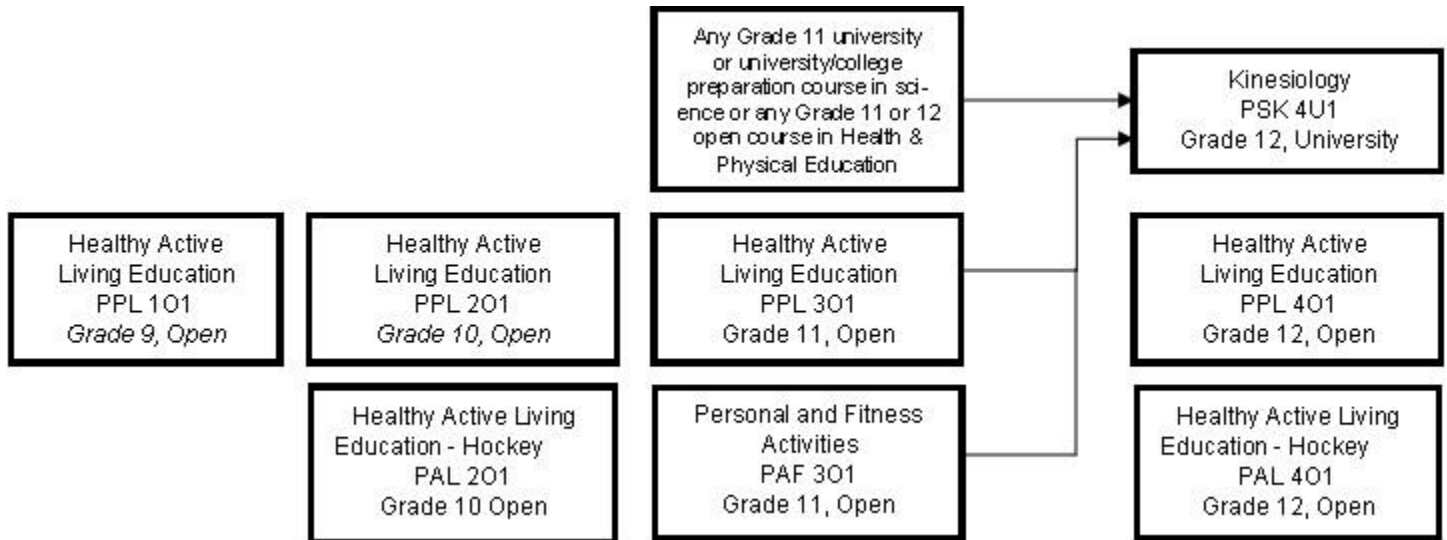 Any Grade 11 university
or university/college
preparation course in sci-
ence or any Grade 11 or 12
open course in Health &
Physical Education
Kinesiology
PSK 4U1
Grade 12, University
Healthy Active
Living Education
PPL 1O1
Grade 9, Open
Healthy Active
Living Education
PPL 2O1
Grade 10, Open
Healthy Active
Living Education
PPL 3O1
Grade 11, Open
Healthy Active
Living Education
PPL 4O1
Grade 12, Open
Healthy Active Living
Education - Hockey
PAL 2O1
Grade 10 Open
Personal and Fitness
Activities
PAF 3O1
Grade 11, Open
Healthy Active Living
Education - Hockey
PAL 4O1
Grade 12, Open